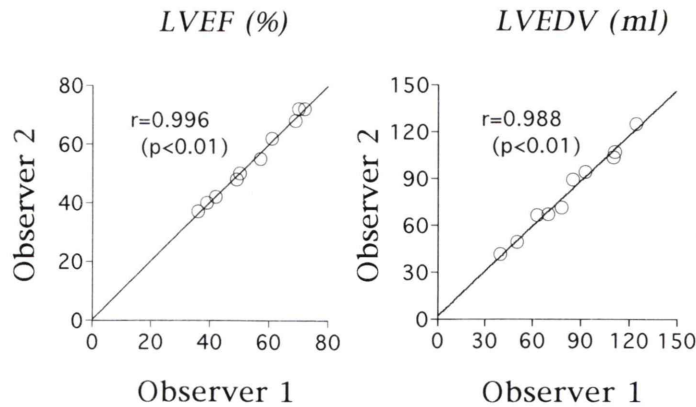 LVEF (%)
LVEDV (ml)
80
60
40
20
0
Observer 2
r=0.996
(p<0.01)
0 20 40 60 80
Observer 1
150
120
90
60
30
0
Observer 2
r=0.988
(p<0.01)
0 30 60 90 120 150
Observer 1